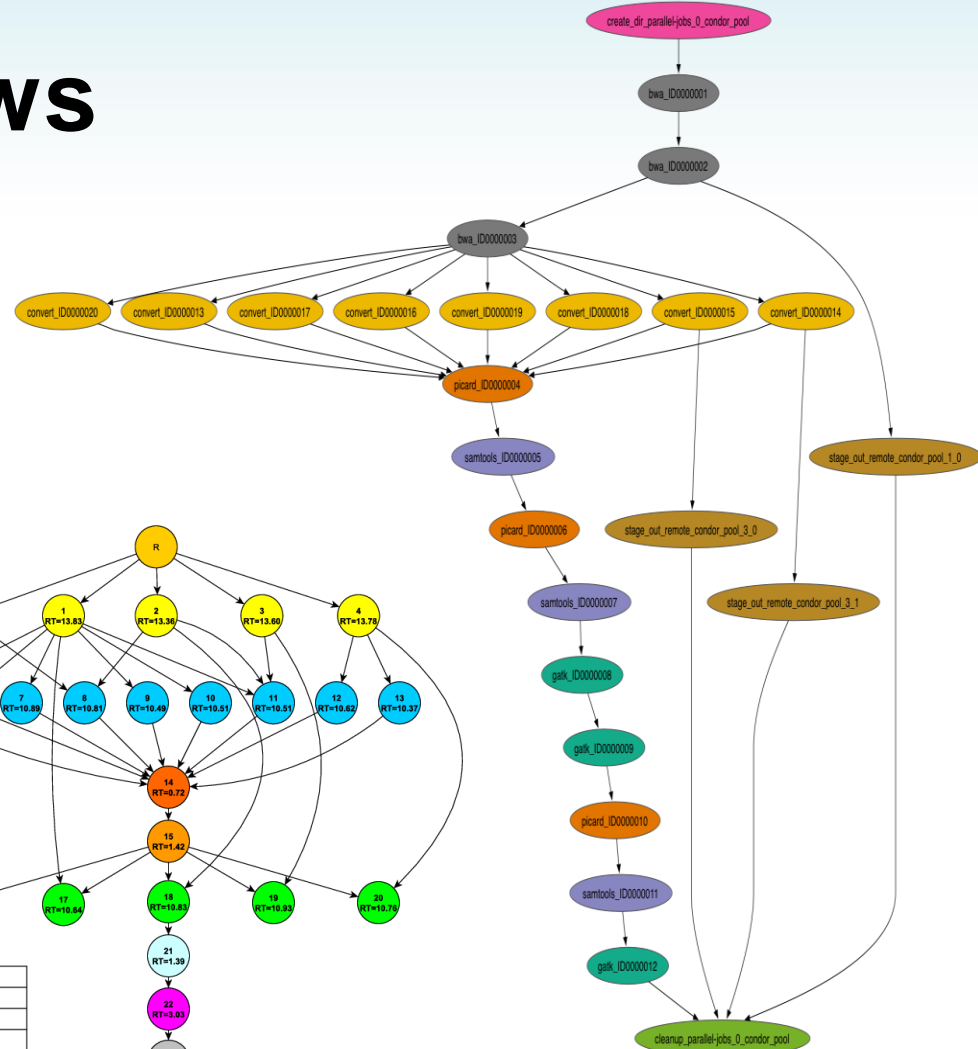 ws
create_dir_parallel-jobs_0_condor_pool
bwa_ID0000001
bwa_ID0000002
bwa_ID0000003
convert_ID0000020
convert_ID0000013
convert_ID0000017
convert_ID0000016
convert_ID0000019
convert_ID0000018
convert_ID0000015
convert_ID0000014
picard_ID0000004
samtools_ID0000005
stage_out_remote_condor_pool_1_0
picard_ID0000006
stage_out_remote_condor_pool_3_0
samtools_ID0000007
stage_out_remote_condor_pool_3_1
gatk_ID0000008
gatk_ID0000009
picard_ID0000010
samtools_ID0000011
gatk_ID0000012
cleanup_parallel-jobs_0_condor_pool
R
1
RT=13.83
2
RT=13.36
3
RT=13.60
4
RT=13.78
7
RT=10.89
8
RT=10.81
9
RT=10.49
10
RT=10.51
11
RT=10.51
12
RT=10.62
13
RT=10.37
14
RT=0.72
15
RT=1.42
17
RT=10.64
18
RT=10.83
19
RT=10.93
20
RT=10.76
21
RT=1.39
22
RT=3.03